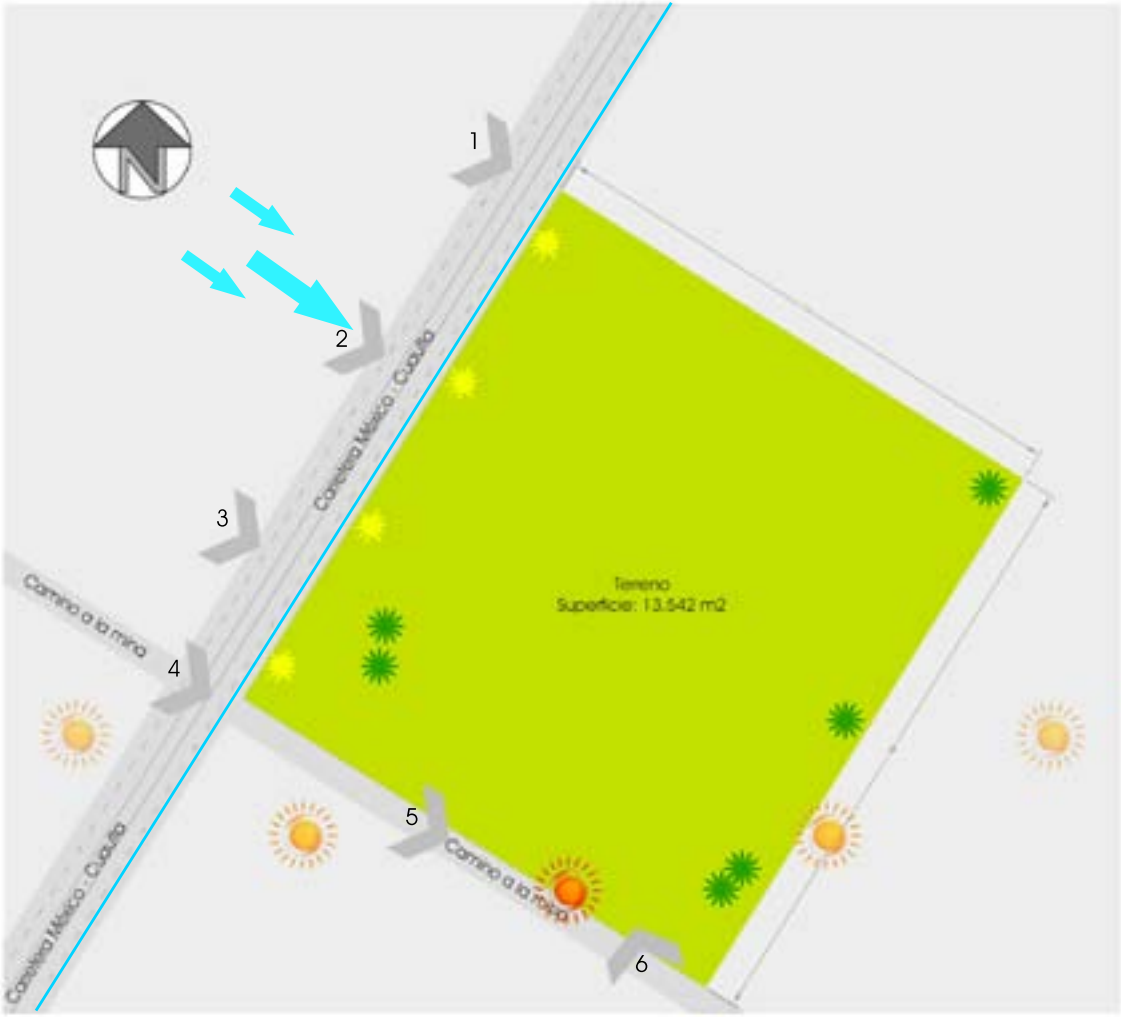 N
1
2
Carretera México - Cuautla
3
Terreno
Superficie: 13.542 m2
Camino a la mina
4
5
Camino a la
Carretera México - Cuautla
6